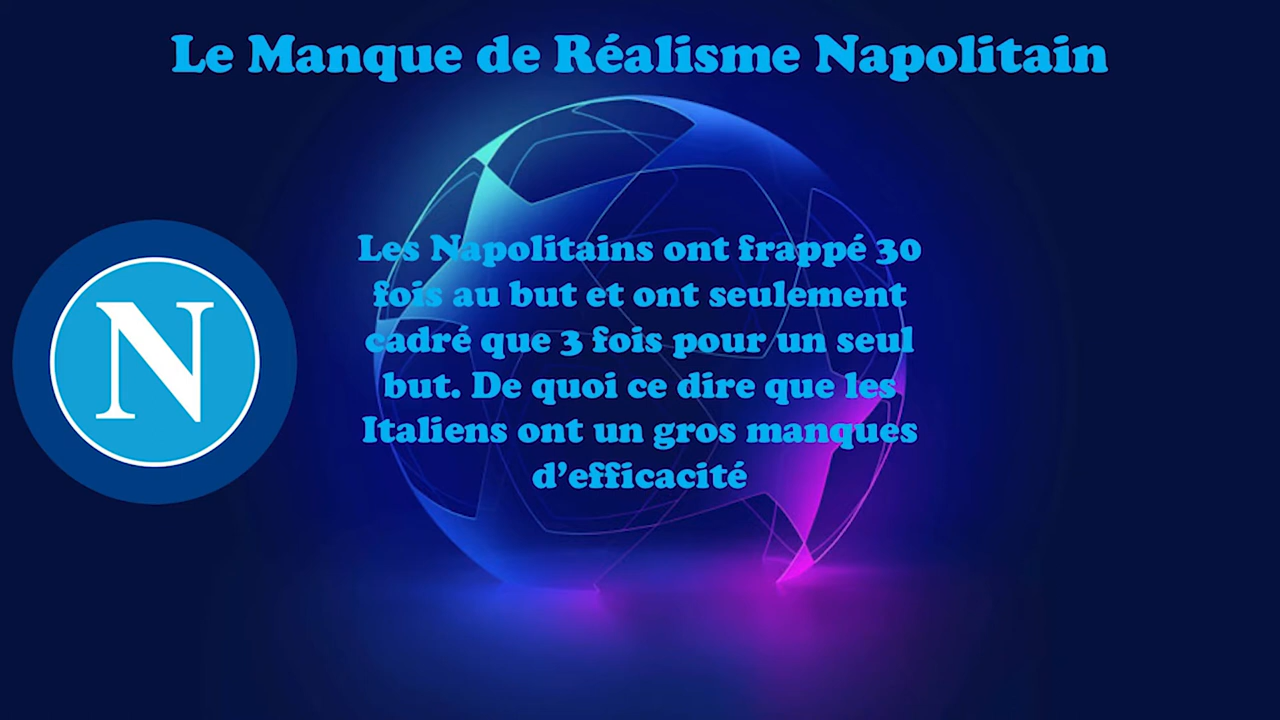 Le Manque de Réalisme Napolitain
Les Napolitains ont frappé 30
fois au but et ont seulement
cadré que 3 fois pour un seul
but. De quoi ce dire que les
Italiens ont un gros manques
d'efficacité
N